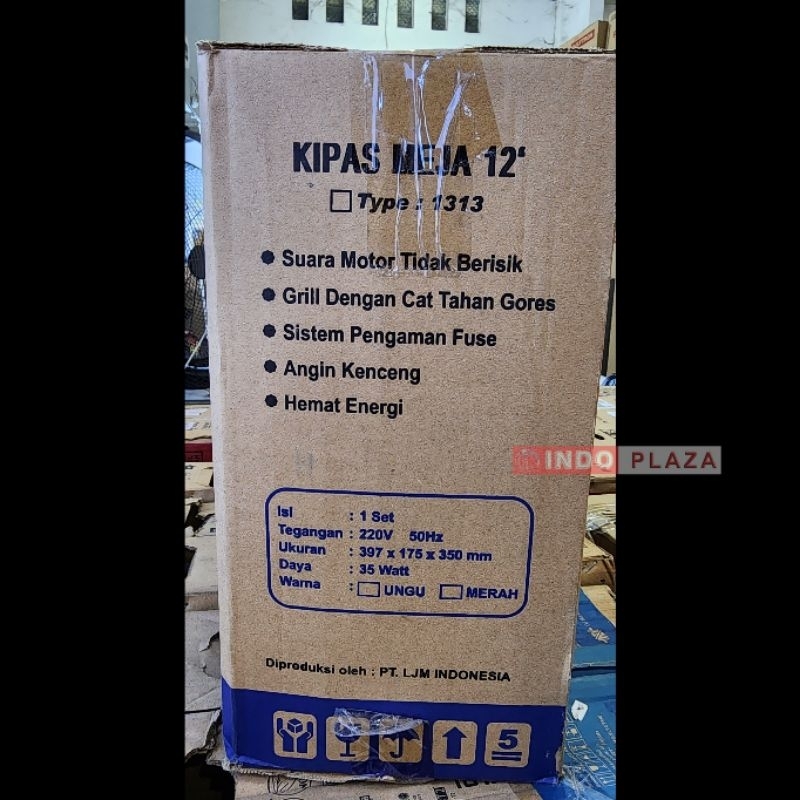 KIPAS MEJA 12"
Type : 1313
Suara Motor Tidak Berisik
Grill Dengan Cat Tahan Gores
Sistem Pengaman Fuse
Angin Kenceng
Hemat Energi
INDO PLAZA
Isi : 1 Set
Tegangan : 220V 50Hz
Ukuran : 397 x 175 x 350 mm
Daya : 35 Watt
Warna : UNGU MERAH
Diproduksi oleh : PT. LJM INDONESIA
5